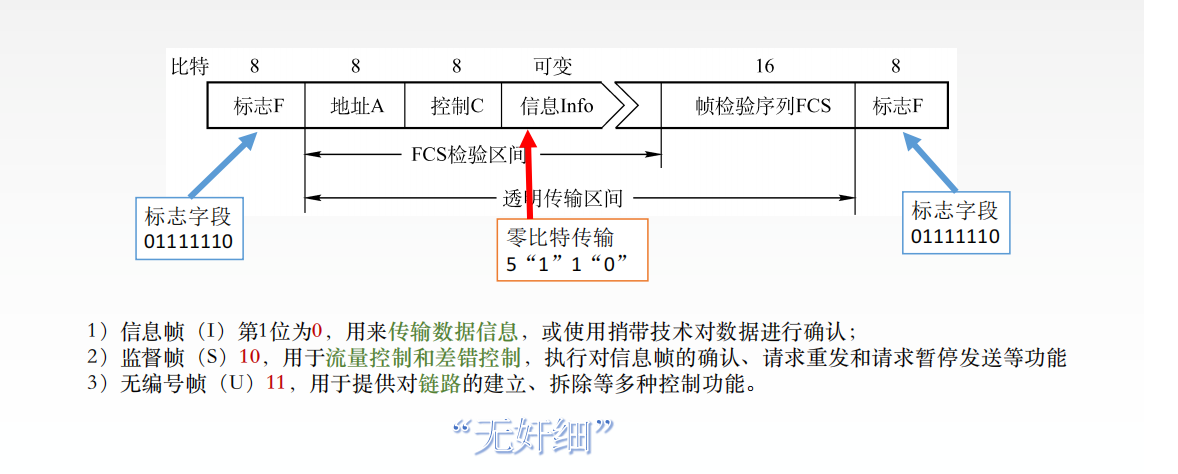 比特 8 8 8 可变 16 8
标志F 地址A 控制C 信息Info 帧检验序列FCS 标志F
FCS检验区间
透明传输区间
标志字段
01111110
零比特传输
5“1”1“0”
标志字段
01111110
1）信息帧（I）第1位为0，用来传输数据信息，或使用捎带技术对数据进行确认；
2）监督帧（S）10，用于流量控制和差错控制，执行对信息帧的确认、请求重发和请求暂停发送等功能
3）无编号帧（U）11，用于提供对链路的建立、拆除等多种控制功能。
“无奸细”